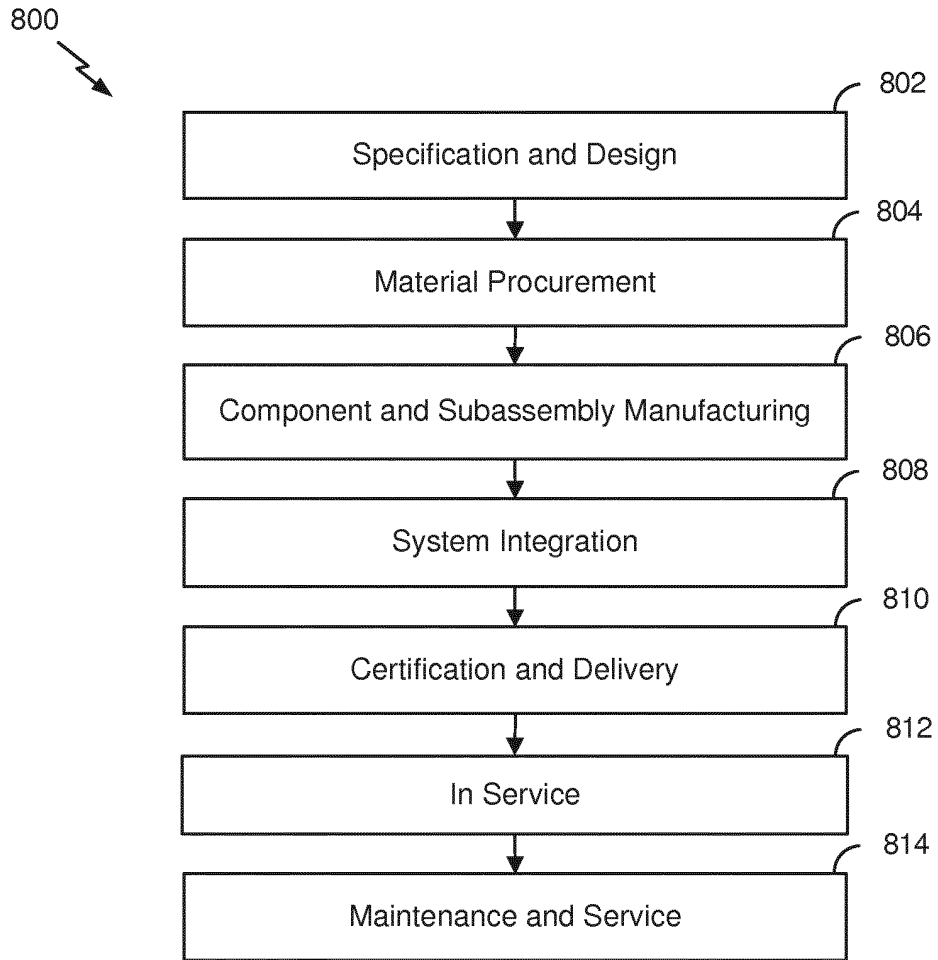 800
802
Specification and Design
804
Material Procurement
806
Component and Subassembly Manufacturing
808
System Integration
810
Certification and Delivery
812
In Service
814
Maintenance and Service